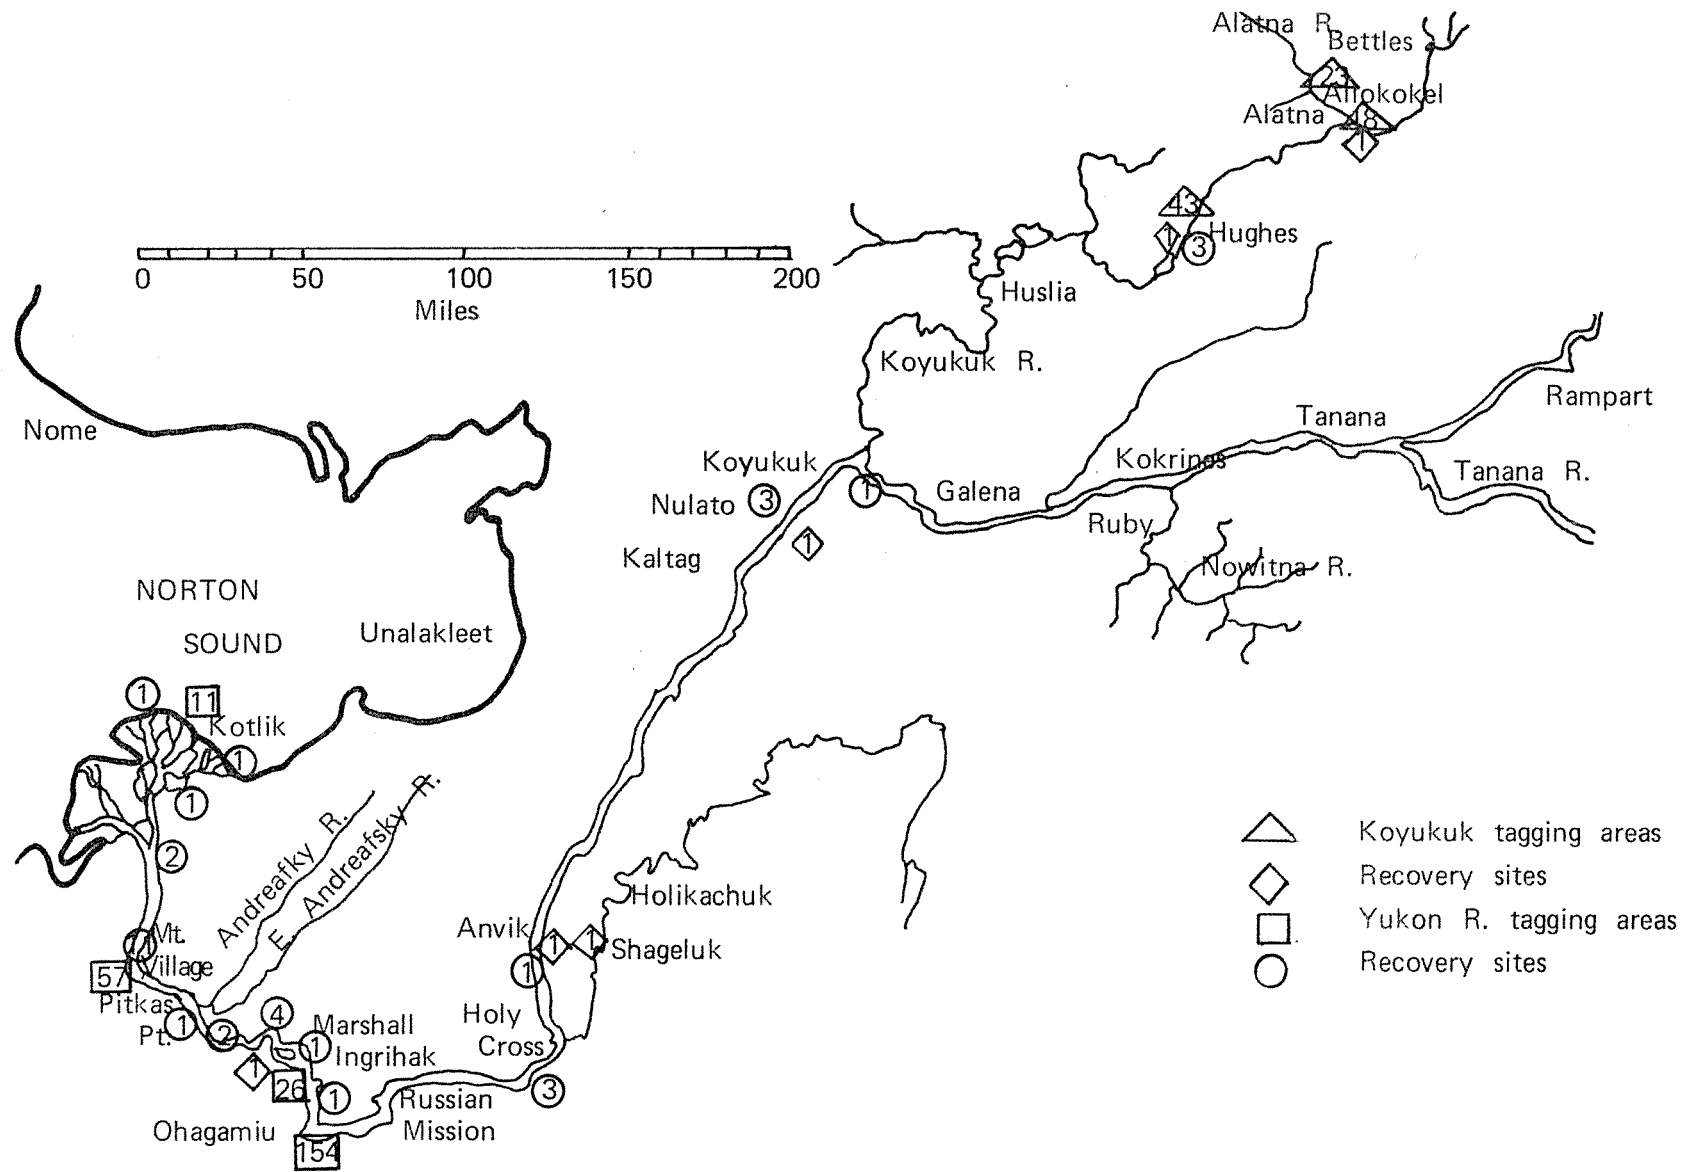 Alatna R.
Bettles
23
Allokokel
Alatna
18
1
43
1
3
Hughes
0 50 100 150 200
Miles
Huslia
Koyukuk R.
Nome
Rampart
Tanana
Tanana R.
Koyukuk
Kokrines
Nulato
3
1
Galena
Ruby
Kaltag
1
Nowitna R.
NORTON
SOUND
Unalakleet
1
11
Kotlik
1
1
2
Andreafky R.
E. Andreafsky R.
Holikachuk
Anvik
1
1
Shageluk
1
Mt.
Village
57
Pitkas
Pt.
1
2
4
Marshall
1
Ingrihak
1
26
1
Ohagamiu
154
Holy
Cross
3
Russian
Mission
Koyukuk tagging areas
Recovery sites
Yukon R. tagging areas
Recovery sites